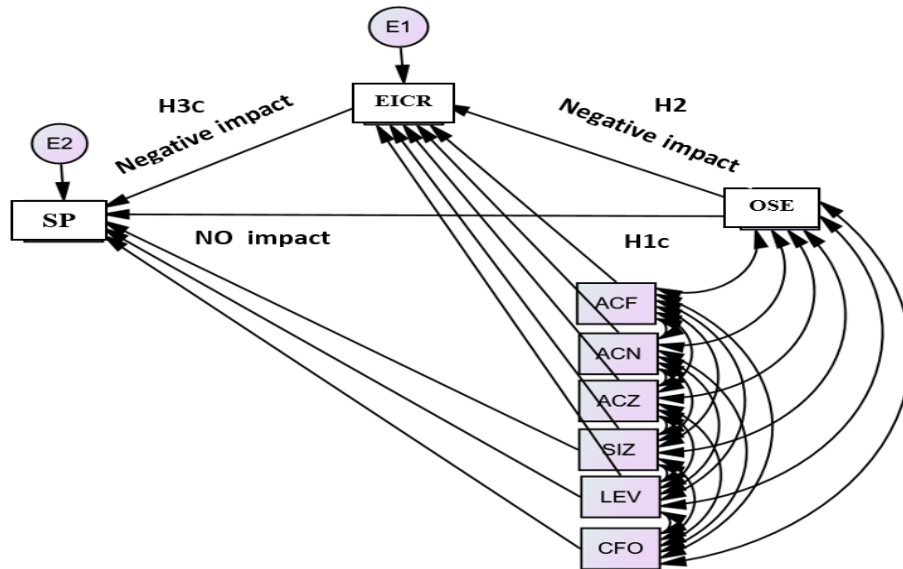 E1
EICR
H3c
Negative impact
H2
Negative impact
E2
SP
OSE
NO impact
H1c
ACF
ACN
ACZ
SIZ
LEV
CFO